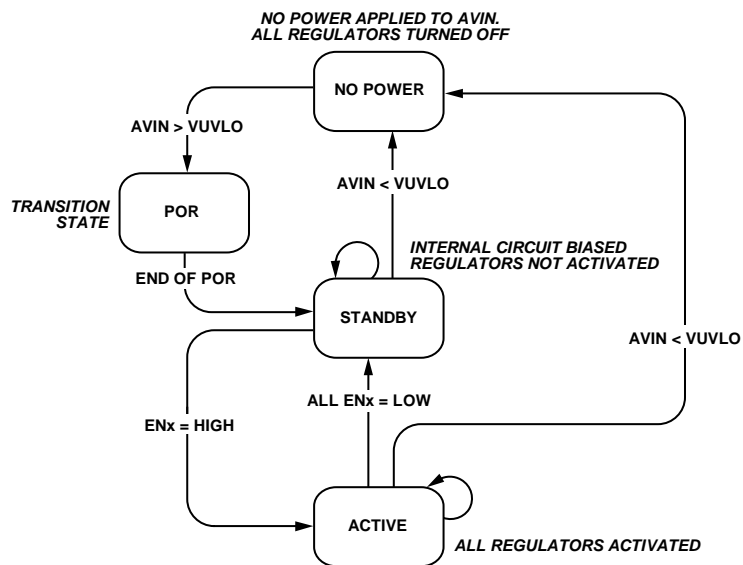 NO POWER APPLIED TO AVIN.
ALL REGULATORS TURNED OFF
NO POWER
AVIN > VUVLO
AVIN < VUVLO
TRANSITION
STATE
POR
INTERNAL CIRCUIT BIASED
REGULATORS NOT ACTIVATED
END OF POR
STANDBY
AVIN < VUVLO
ALL ENx = LOW
ENx = HIGH
ACTIVE
ALL REGULATORS ACTIVATED